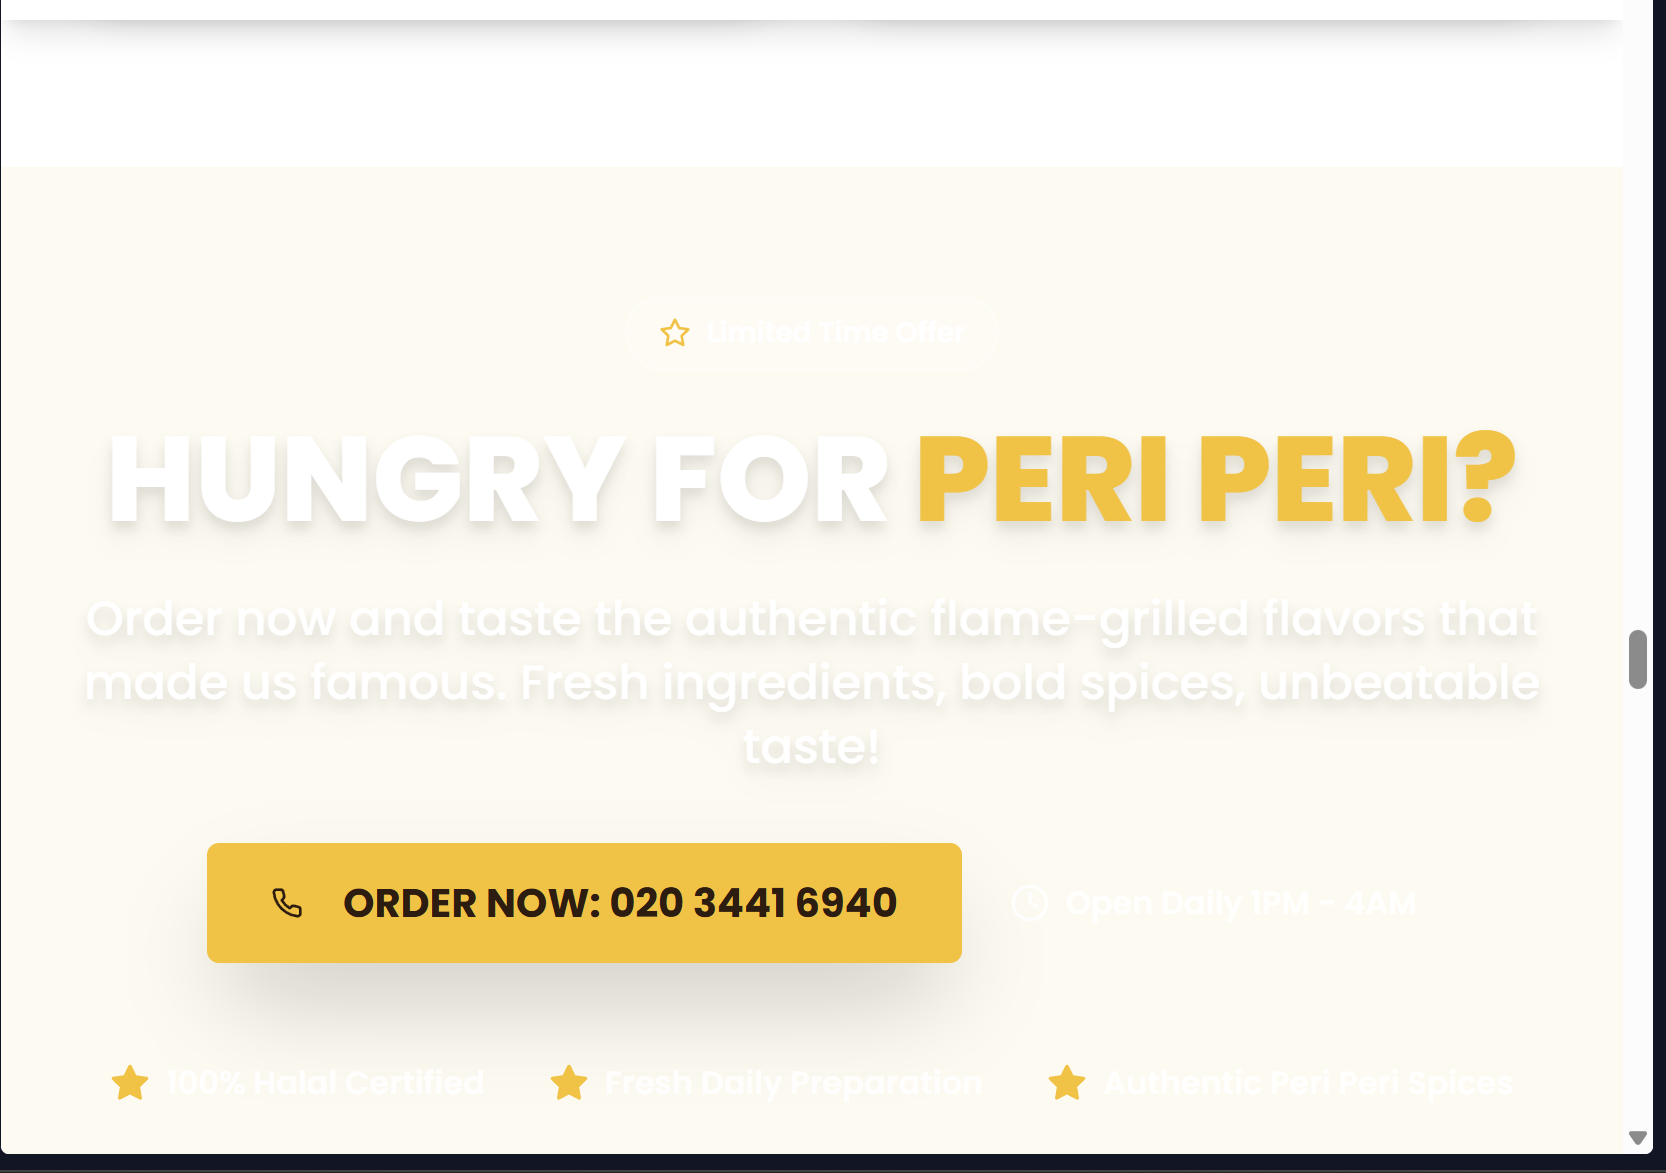 Limited Time Offer
HUNGRY FOR PERI PERI?
Order now and taste the authentic flame-grilled flavors that
made us famous. Fresh ingredients, bold spices, unbeatable
taste!
ORDER NOW: 020 3441 6940
Open Daily 1PM - 4AM
100% Halal Certified
Fresh Daily Preparation
Authentic Peri Peri Spices